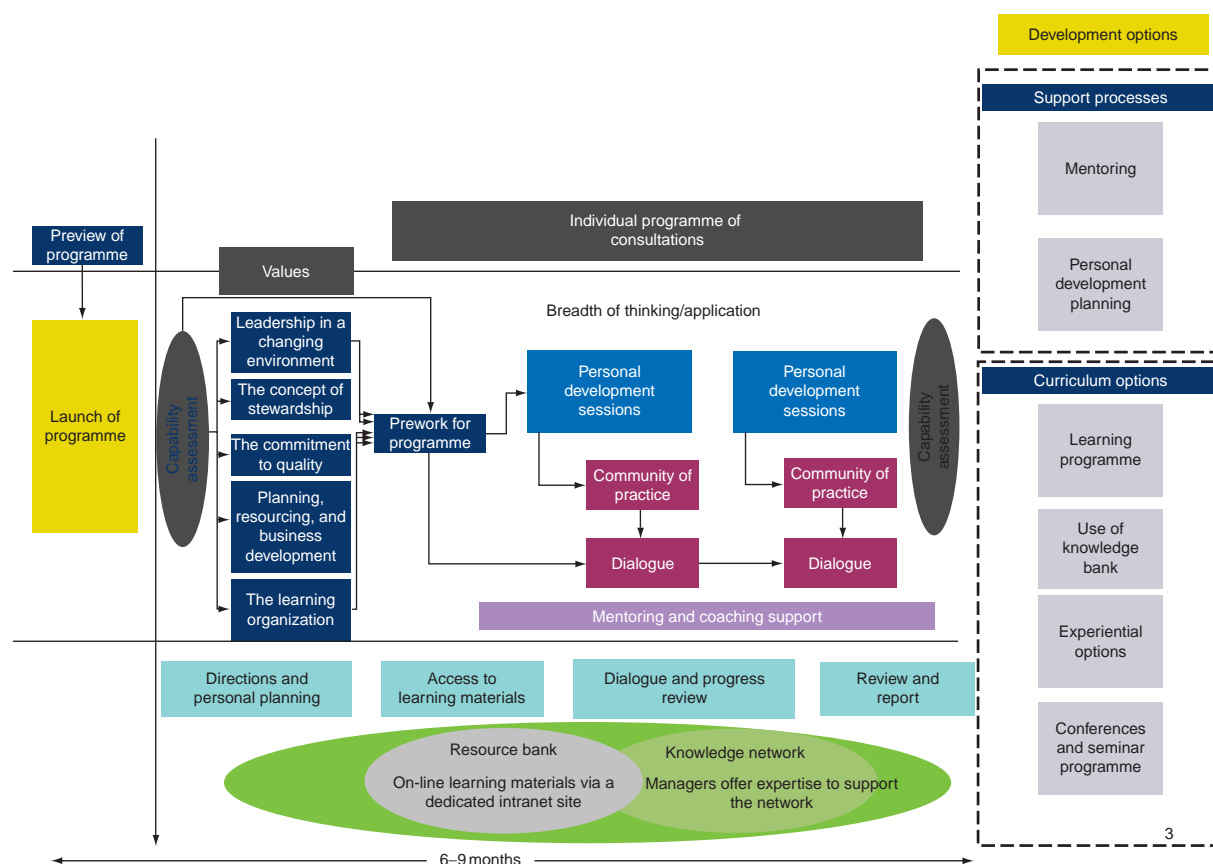 Development options
Support processes
Mentoring
Personal
development
planning
Curriculum options
Learning
programme
Use of
knowledge
bank
Experiential
options
Conferences
and seminar
programme
3
Individual programme of
consultations
Preview of
programme
Values
Breadth of thinking/application
Launch of
programme
Capability
assessment
Leadership in a
changing
environment
The concept of
stewardship
The commitment
to quality
Planning,
resourcing, and
business
development
The learning
organization
Prework for
programme
Personal
development
sessions
Personal
development
sessions
Community of
practice
Community of
practice
Dialogue
Dialogue
Capability
assessment
Mentoring and coaching support
Directions and
personal planning
Access to
learning materials
Dialogue and progress
review
Review and
report
Resource bank
On-line learning materials via a
dedicated intranet site
Knowledge network
Managers offer expertise to support
the network
6–9 months